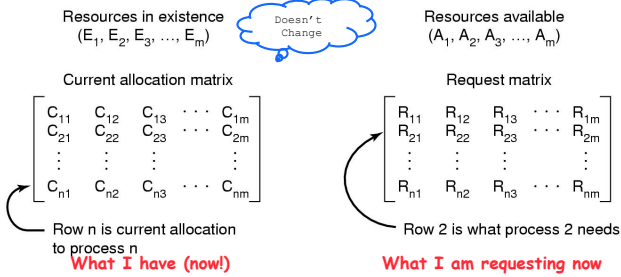 Resources in existence
(E1, E2, E3, …, Em)
Doesn't
Change
Resources available
(A1, A2, A3, …, Am)
Current allocation matrix
C11 C12 C13 · · · C1m
C21 C22 C23 · · · C2m
⋮ ⋮ ⋮ ⋮
Cn1 Cn2 Cn3 · · · Cnm
Row n is current allocation
to process n
What I have (now!)
Request matrix
R11 R12 R13 · · · R1m
R21 R22 R23 · · · R2m
⋮ ⋮ ⋮ ⋮
Rn1 Rn2 Rn3 · · · Rnm
Row 2 is what process 2 needs
What I am requesting now